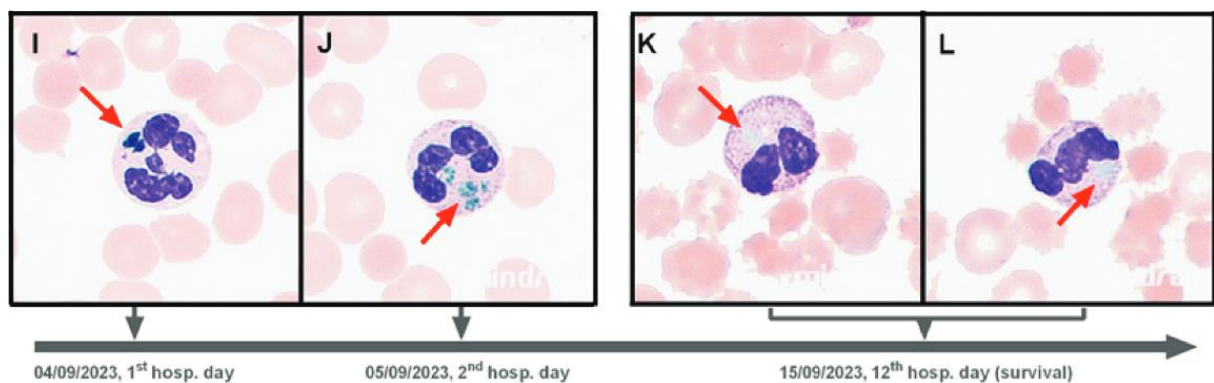 I
J
K
L
04/09/2023, 1st hosp. day
05/09/2023, 2nd hosp. day
15/09/2023, 12th hosp. day (survival)